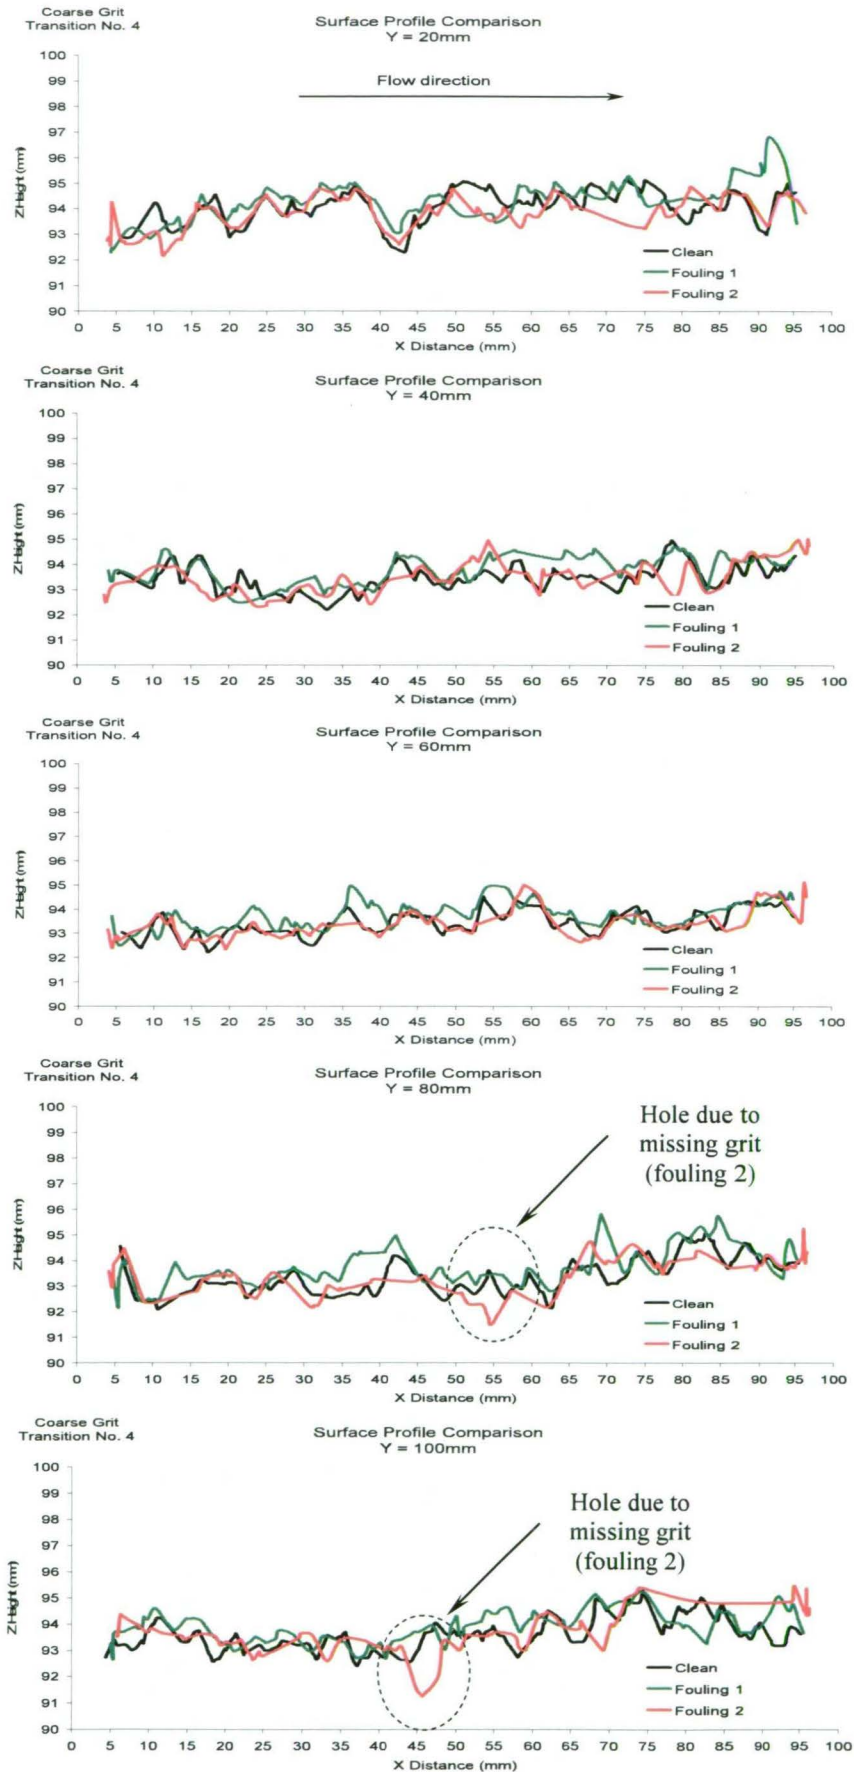 Coarse Grit
Transition No. 4
Surface Profile Comparison
Y = 20mm
Flow direction
100
99
98
97
96
95
94
93
92
91
90
Z Height (mm)
Clean
Fouling 1
Fouling 2
0 5 10 15 20 25 30 35 40 45 50 55 60 65 70 75 80 85 90 95 100
X Distance (mm)
Coarse Grit
Transition No. 4
Surface Profile Comparison
Y = 40mm
100
99
98
97
96
95
94
93
92
91
90
Z Height (mm)
Clean
Fouling 1
Fouling 2
0 5 10 15 20 25 30 35 40 45 50 55 60 65 70 75 80 85 90 95 100
X Distance (mm)
Coarse Grit
Transition No. 4
Surface Profile Comparison
Y = 60mm
100
99
98
97
96
95
94
93
92
91
90
Z Height (mm)
Clean
Fouling 1
Fouling 2
0 5 10 15 20 25 30 35 40 45 50 55 60 65 70 75 80 85 90 95 100
X Distance (mm)
Coarse Grit
Transition No. 4
Surface Profile Comparison
Y = 80mm
Hole due to
missing grit
(fouling 2)
100
99
98
97
96
95
94
93
92
91
90
Z Height (mm)
Clean
Fouling 1
Fouling 2
0 5 10 15 20 25 30 35 40 45 50 55 60 65 70 75 80 85 90 95 100
X Distance (mm)
Coarse Grit
Transition No. 4
Surface Profile Comparison
Y = 100mm
Hole due to
missing grit
(fouling 2)
100
99
98
97
96
95
94
93
92
91
90
Z Height (mm)
Clean
Fouling 1
Fouling 2
0 5 10 15 20 25 30 35 40 45 50 55 60 65 70 75 80 85 90 95 100
X Distance (mm)